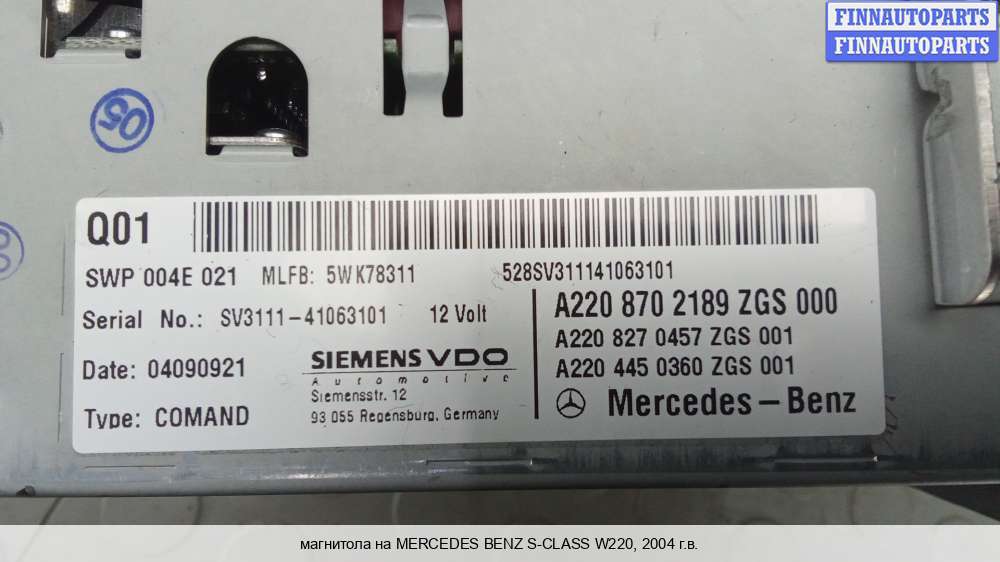 FINNAUTOPARTS
FINNAUTOPARTS
05
Q01
SWP 004E 021 MLFB: 5WK78311 528SV311141063101
Serial No.: SV3111-41063101 12 Volt
A220 870 2189 ZGS 000
A220 827 0457 ZGS 001
A220 445 0360 ZGS 001
Mercedes-Benz
Date: 04090921
SIEMENS VDO
Automotive
Siemensstr. 12
93 055 Regensburg, Germany
Type: COMAND
магнитола на MERCEDES BENZ S-CLASS W220, 2004 г.в.